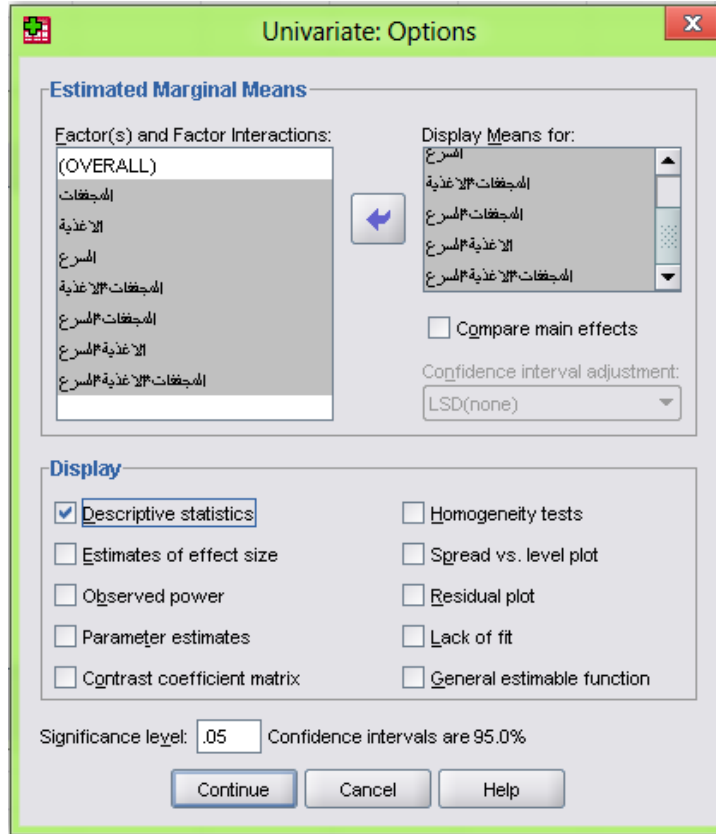 Univariate: Options
Estimated Marginal Means
Factor(s) and Factor Interactions:
(OVERALL)
المجففات
الاغذية
السرع
المجففات*الاغذية
المجففات*السرع
الاغذية*السرع
المجففات*الاغذية*السرع
Display Means for:
السرع
المجففات*الاغذية
المجففات*السرع
الاغذية*السرع
المجففات*الاغذية*السرع
Compare main effects
Confidence interval adjustment:
LSD(none)
Display
Descriptive statistics
Homogeneity tests
Estimates of effect size
Spread vs. level plot
Observed power
Residual plot
Parameter estimates
Lack of fit
Contrast coefficient matrix
General estimable function
Significance level: .05 Confidence intervals are 95.0%
Continue Cancel Help